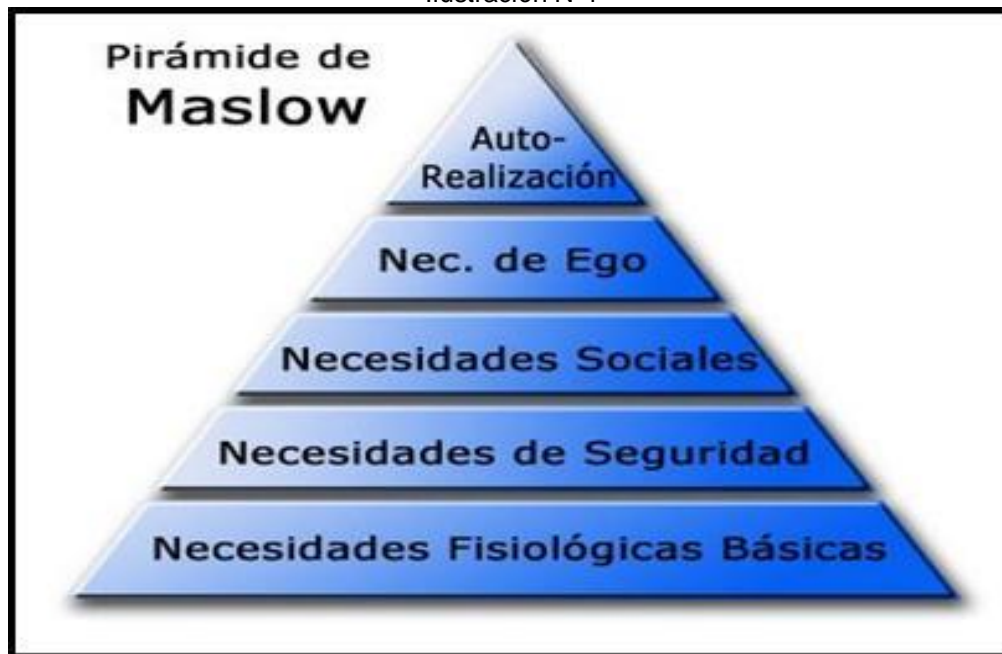 Pirámide de
Maslow
Auto-
Realización
Nec. de Ego
Necesidades Sociales
Necesidades de Seguridad
Necesidades Fisiológicas Básicas